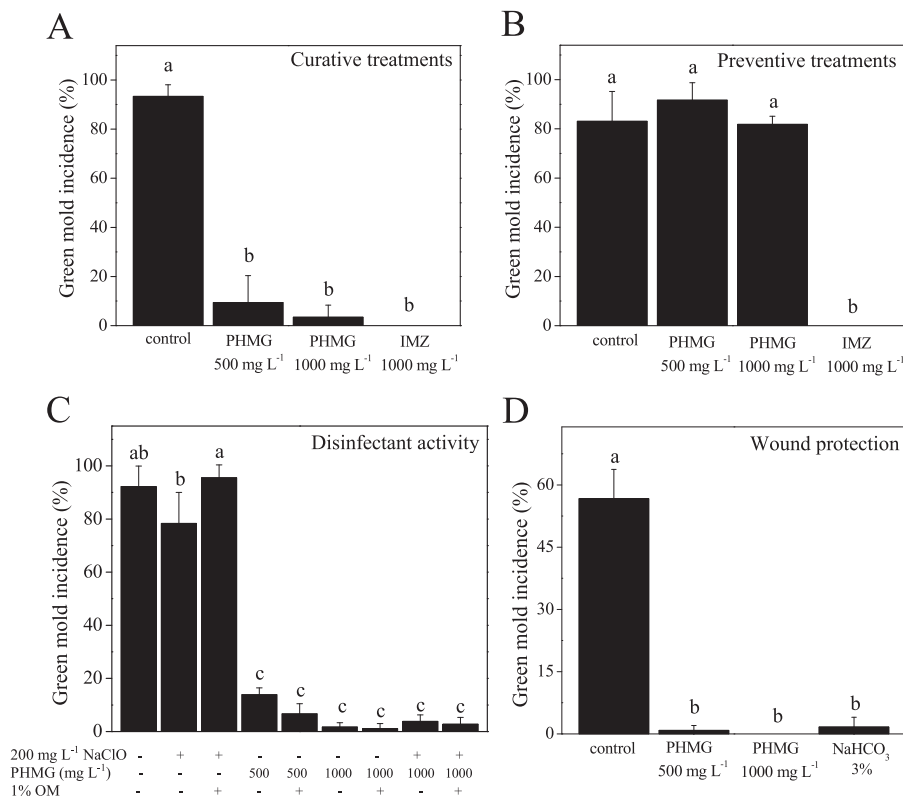 A
Curative treatments
Green mold incidence (%)
100
80
60
40
20
0
a
b
b
b
control
PHMG
500 mg L⁻¹
PHMG
1000 mg L⁻¹
IMZ
1000 mg L⁻¹
B
Preventive treatments
Green mold incidence (%)
100
80
60
40
20
0
a
a
a
b
control
PHMG
500 mg L⁻¹
PHMG
1000 mg L⁻¹
IMZ
1000 mg L⁻¹
C
Disinfectant activity
Green mold incidence (%)
100
80
60
40
20
0
ab
b
a
c
c
c
c
c
c
200 mg L⁻¹ NaClO - + + - - - - + +
PHMG (mg L⁻¹) - - - 500 500 1000 1000 1000 1000
1% OM - - + - + - + - +
D
Wound protection
Green mold incidence (%)
60
45
30
15
0
a
b
b
b
control
PHMG
500 mg L⁻¹
PHMG
1000 mg L⁻¹
NaHCO₃
3%